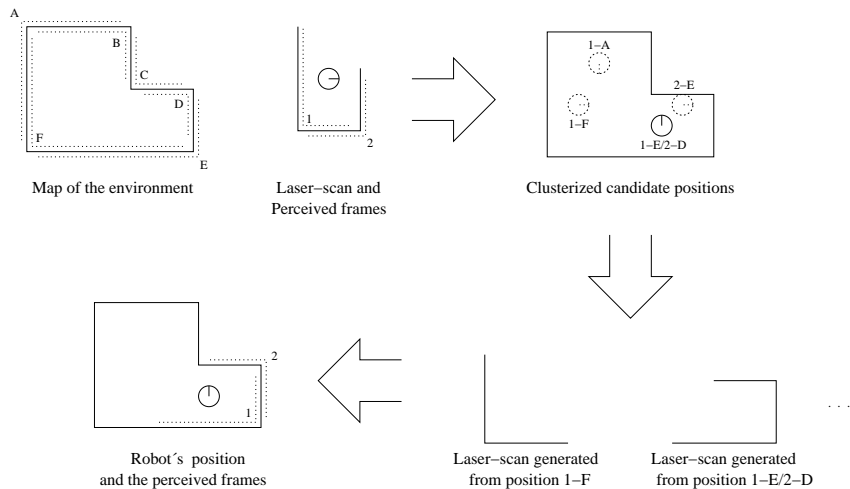 A
B
C
D
E
F
Map of the environment
1
2
Laser−scan and
Perceived frames
1−A
2−E
1−F
1−E/2−D
Clusterized candidate positions
2
1
Robot´s position
and the perceived frames
Laser−scan generated
from position 1−F
Laser−scan generated
from position 1−E/2−D
. . .